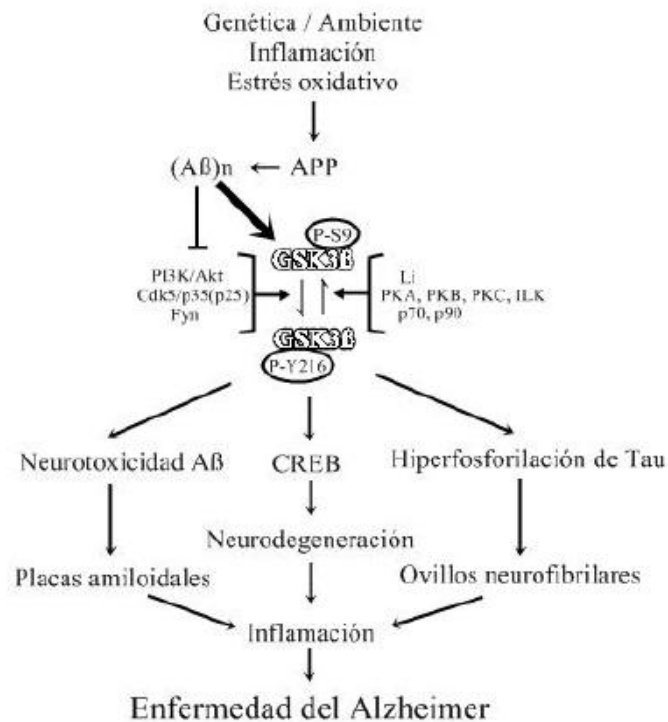 Genética / Ambiente
Inflamación
Estrés oxidativo
(Aß)n ← APP
P-S9
GSK3ß
PI3K/Akt
Cdk5/p35(p25)
Fyn
Li
PKA, PKB, PKC, ILK
p70, p90
GSK3ß
P-Y216
Neurotoxicidad Aß
CREB
Hiperfosforilación de Tau
Neurodegeneración
Placas amiloidales
Ovillos neurofibrilares
Inflamación
Enfermedad del Alzheimer